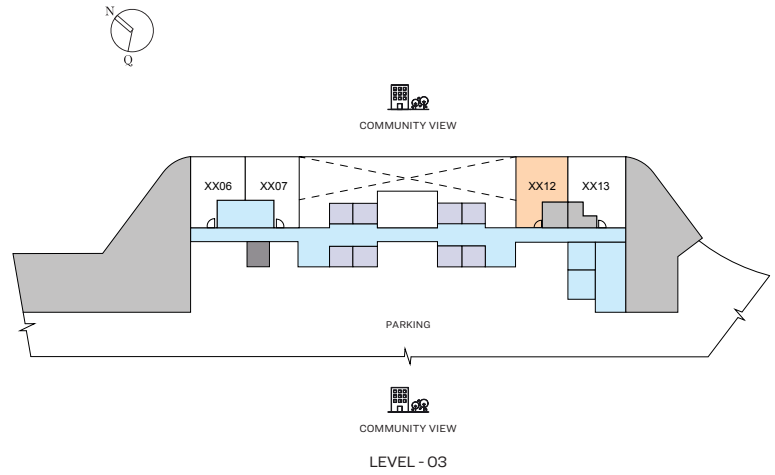 N
Q
COMMUNITY VIEW
XX06
XX07
XX12
XX13
PARKING
COMMUNITY VIEW
LEVEL - 03